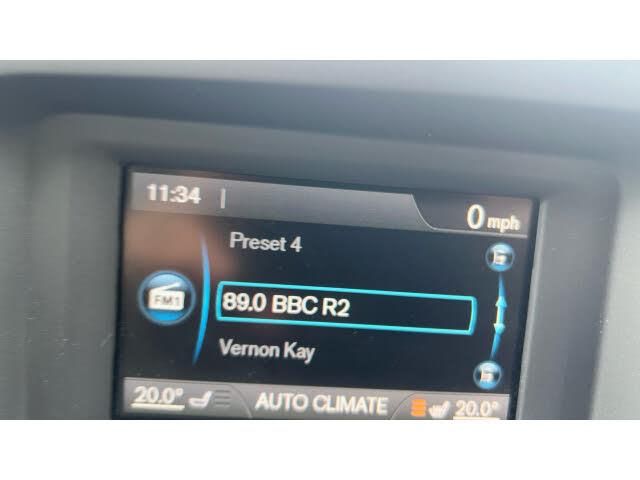 11:34
0 mph
Preset 4
FM1
89.0 BBC R2
Vernon Kay
20.0° AUTO CLIMATE 20.0°